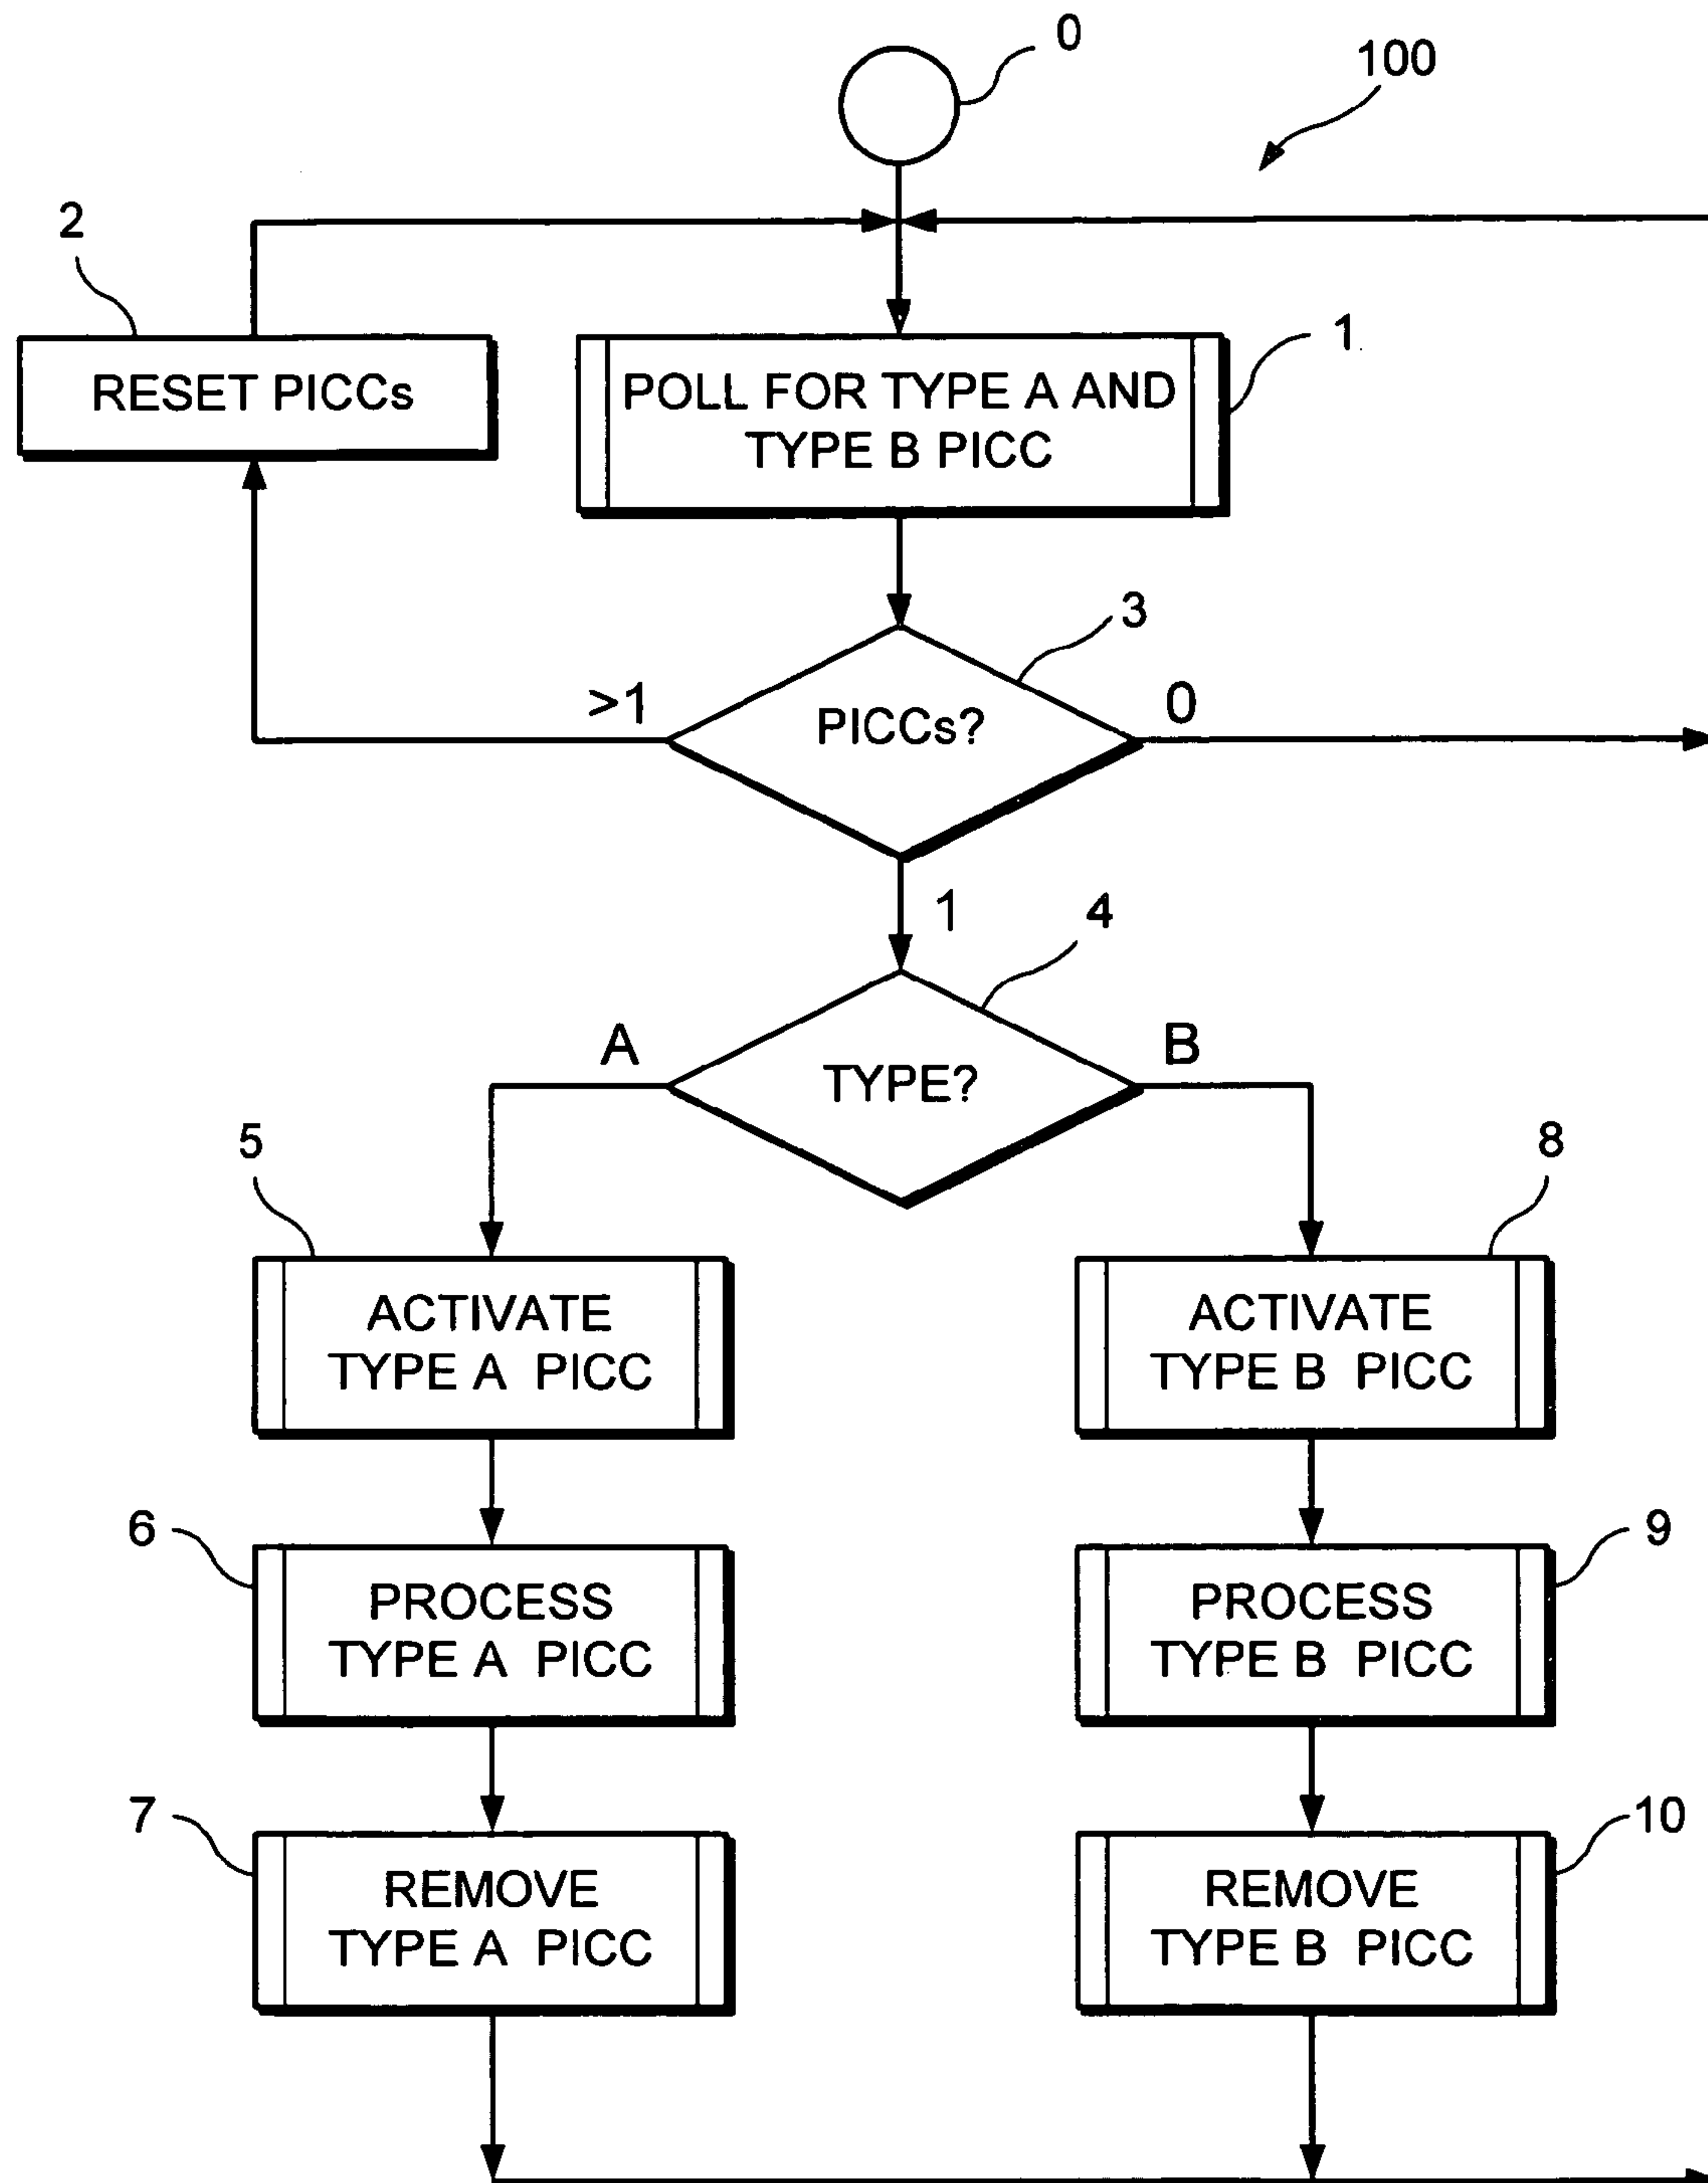 0
100
2
1
RESET PICCs
POLL FOR TYPE A AND
TYPE B PICC
3
>1
PICCs?
0
1
4
A
TYPE?
B
5
8
ACTIVATE
TYPE A PICC
ACTIVATE
TYPE B PICC
6
9
PROCESS
TYPE A PICC
PROCESS
TYPE B PICC
7
10
REMOVE
TYPE A PICC
REMOVE
TYPE B PICC